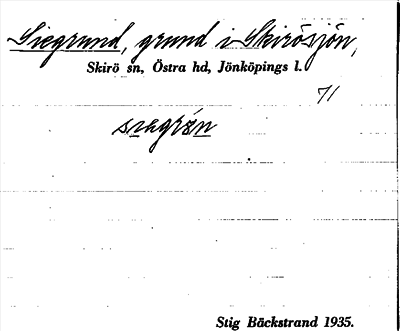 Siegrund, grund i Skirösjön,
Skirö sn, Östra hd, Jönköpings l.
71
Stig Bäckstrand 1935.